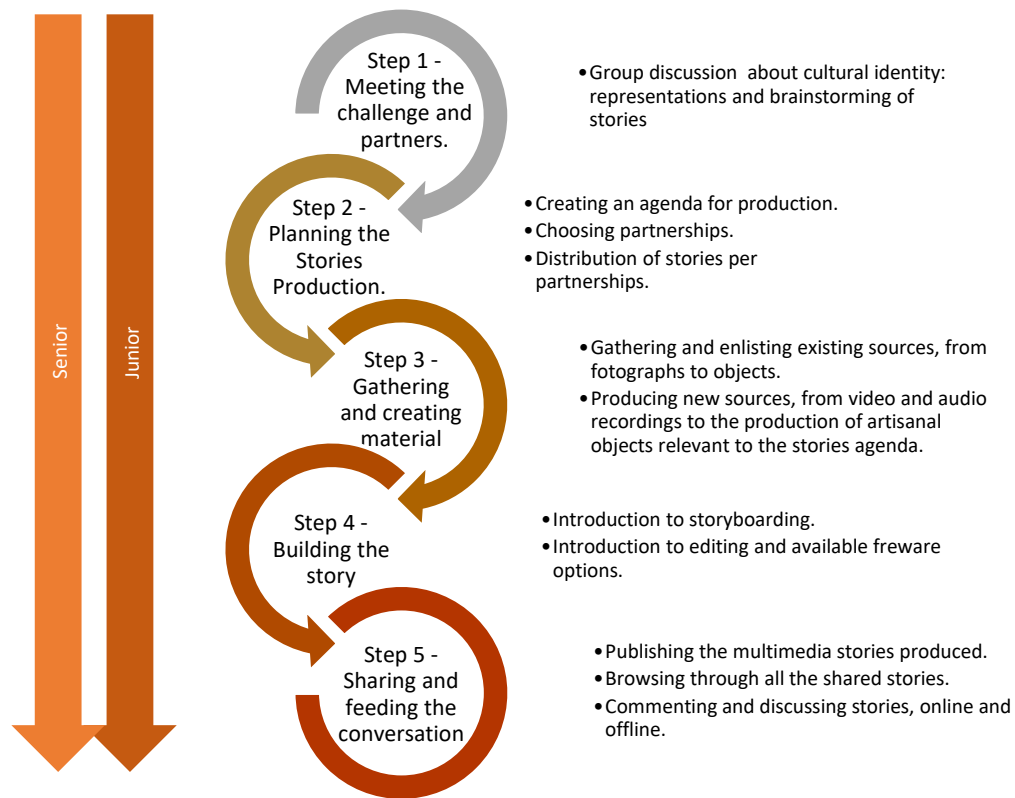 Senior
Junior
Step 1 -
Meeting the
challenge and
partners.
•Group discussion about cultural identity:
representations and brainstorming of
stories
Step 2 -
Planning the
Stories
Production.
•Creating an agenda for production.
•Choosing partnerships.
•Distribution of stories per
partnerships.
Step 3 -
Gathering
and creating
material
•Gathering and enlisting existing sources, from
fotographs to objects.
•Producing new sources, from video and audio
recordings to the production of artisanal
objects relevant to the stories agenda.
Step 4 -
Building the
story
•Introduction to storyboarding.
•Introduction to editing and available freware
options.
Step 5 -
Sharing and
feeding the
conversation
•Publishing the multimedia stories produced.
•Browsing through all the shared stories.
•Commenting and discussing stories, online and
offline.